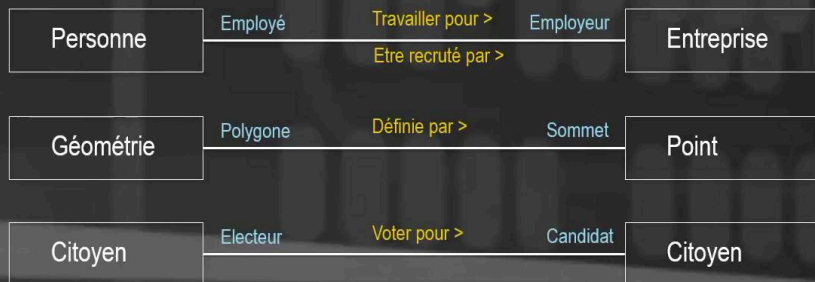 Personne Employé Travailler pour > Employeur Entreprise
Etre recruté par >
Géométrie Polygone Définie par > Sommet Point
Citoyen Electeur Voter pour > Candidat Citoyen